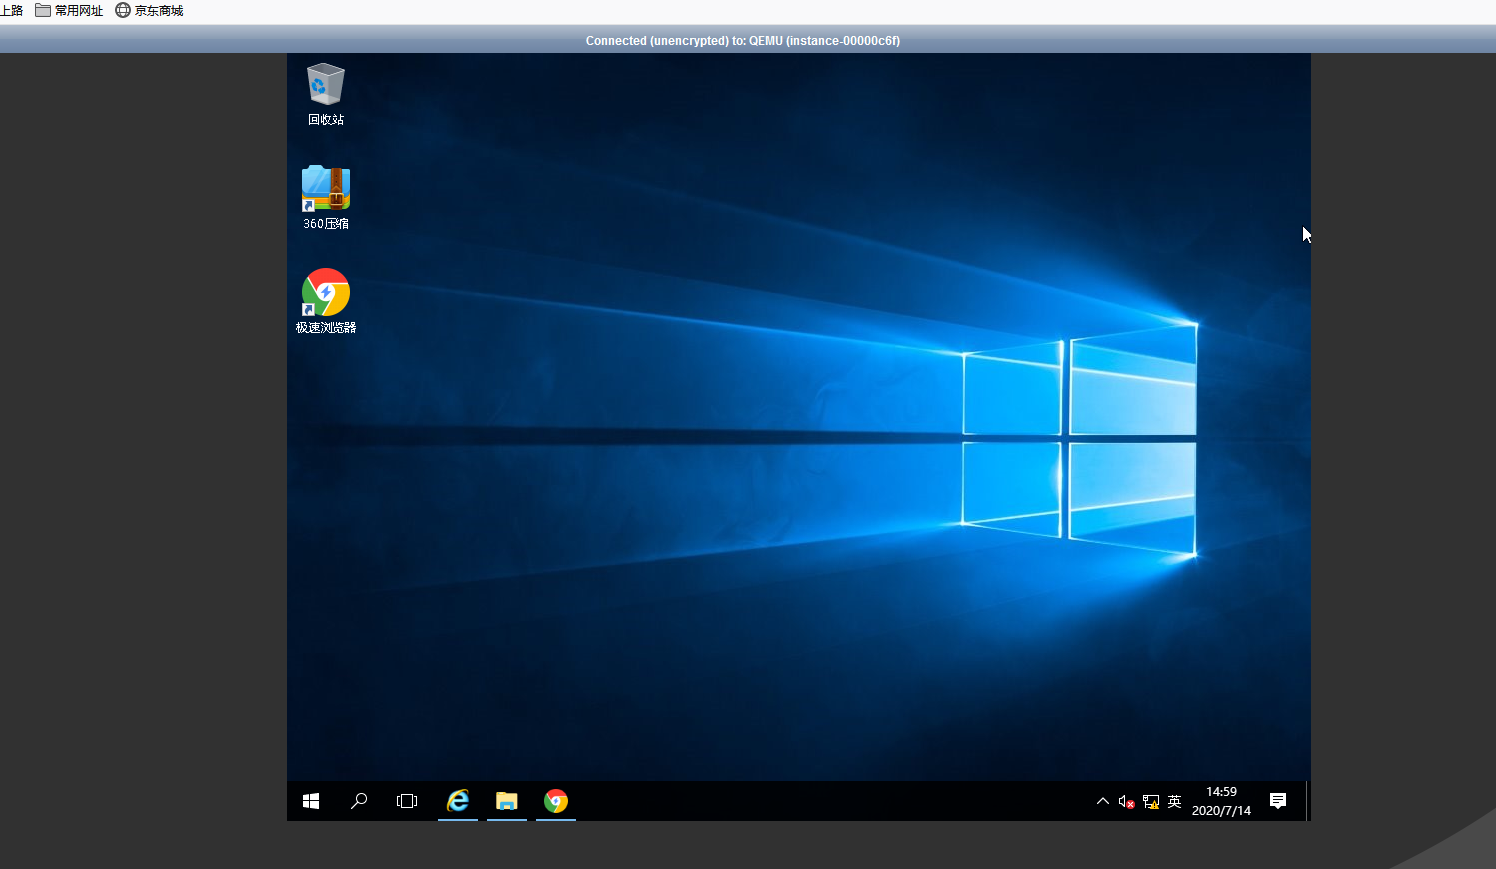 上路 常用网址 京东商城
Connected (unencrypted) to: QEMU (instance-00000c6f)
回收站
360压缩
极速浏览器
英
14:59
2020/7/14